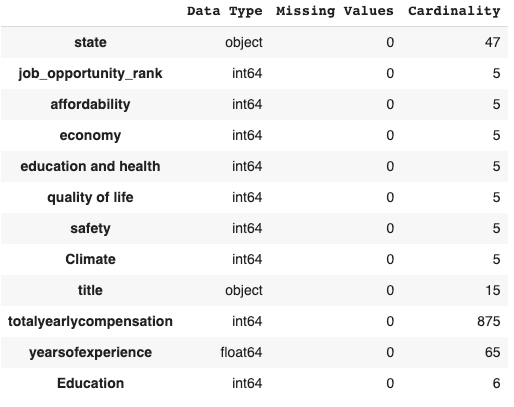 Data Type Missing Values Cardinality
state object 0 47
job_opportunity_rank int64 0 5
affordability int64 0 5
economy int64 0 5
education and health int64 0 5
quality of life int64 0 5
safety int64 0 5
Climate int64 0 5
title object 0 15
totalyearlycompensation int64 0 875
yearsofexperience float64 0 65
Education int64 0 6